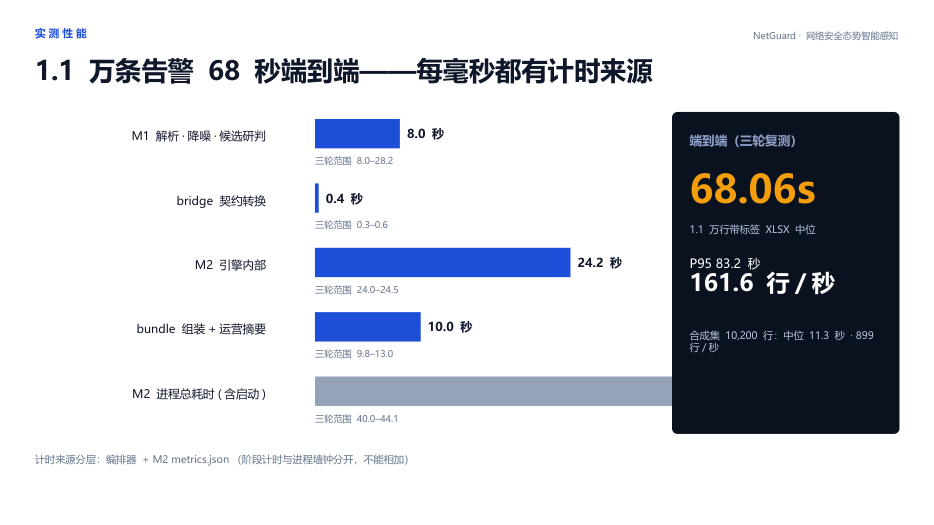 实测性能
NetGuard · 网络安全态势智能感知
1.1 万条告警 68 秒端到端——每毫秒都有计时来源
M1 解析 · 降噪 · 候选研判
8.0 秒
三轮范围 8.0–28.2
bridge 契约转换
0.4 秒
三轮范围 0.3–0.6
M2 引擎内部
24.2 秒
三轮范围 24.0–24.5
bundle 组装 + 运营摘要
10.0 秒
三轮范围 9.8–13.0
M2 进程总耗时 ( 含启动 )
三轮范围 40.0–44.1
端到端（三轮复测）
68.06s
1.1 万行带标签 XLSX 中位
P95 83.2 秒
161.6 行 / 秒
合成集 10,200 行：中位 11.3 秒 · 899
行 / 秒
计时来源分层：编排器 + M2 metrics.json （阶段计时与进程墙钟分开，不能相加）